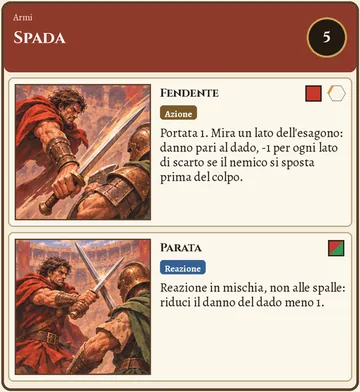 Armi
Spada
5
Fendente
Azione
Portata 1. Mira un lato dell'esagono:
danno pari al dado, -1 per ogni lato
di scarto se il nemico si sposta
prima del colpo.
Parata
Reazione
Reazione in mischia, non alle spalle:
riduci il danno del dado meno 1.